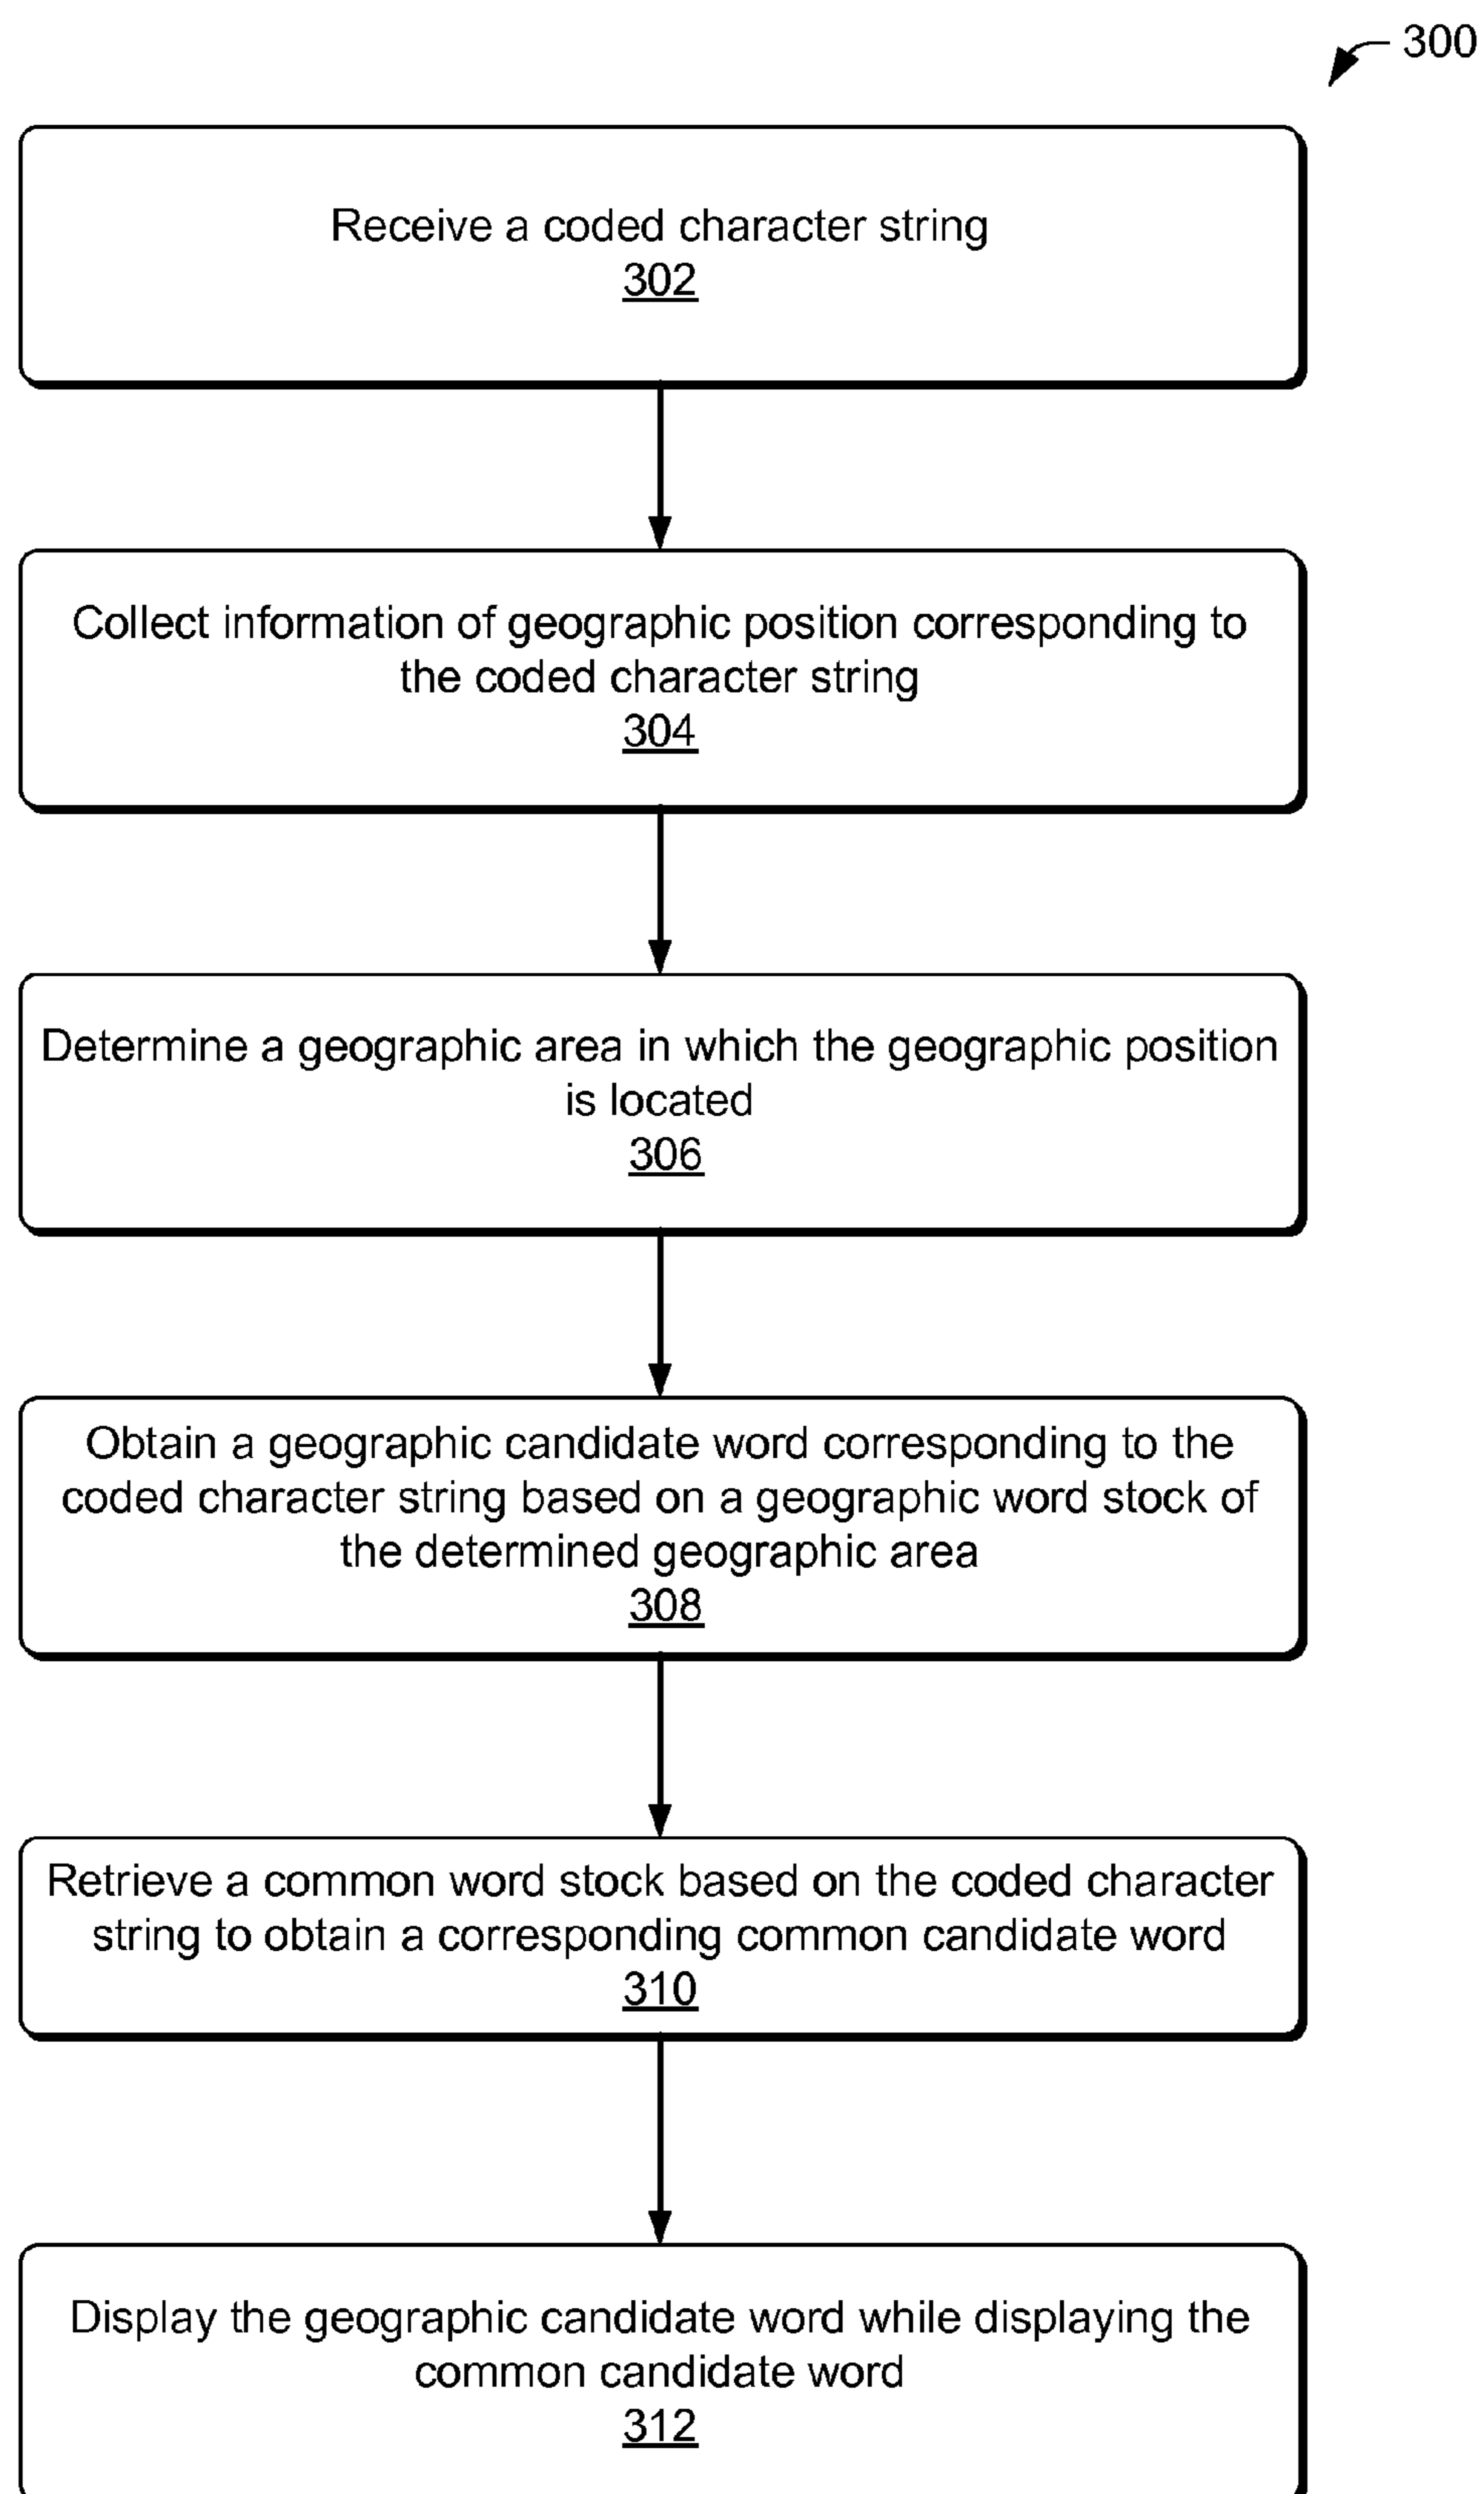 300
Receive a coded character string
302
Collect information of geographic position corresponding to
the coded character string
304
Determine a geographic area in which the geographic position
is located
306
Obtain a geographic candidate word corresponding to the
coded character string based on a geographic word stock of
the determined geographic area
308
Retrieve a common word stock based on the coded character
string to obtain a corresponding common candidate word
310
Display the geographic candidate word while displaying the
common candidate word
312